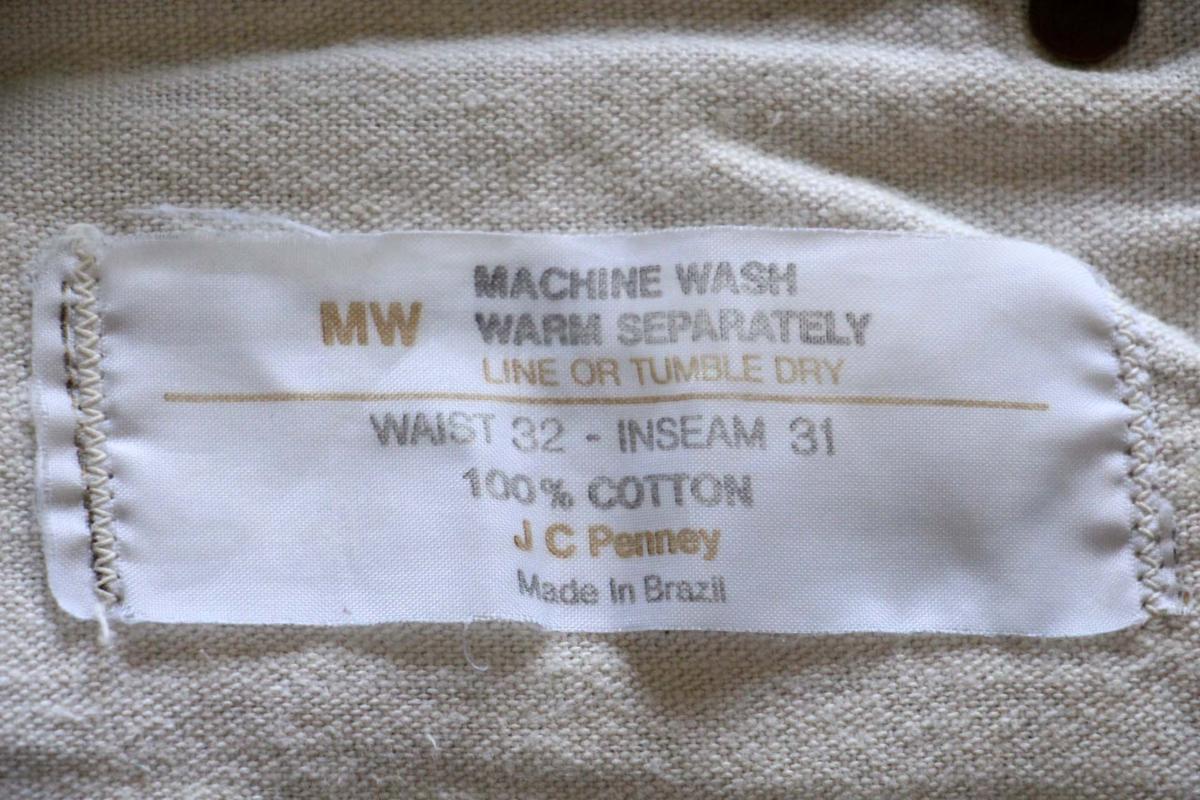 MW
MACHINE WASH
WARM SEPARATELY
LINE OR TUMBLE DRY
WAIST 32 - INSEAM 31
100% COTTON
J C Penney
Made In Brazil